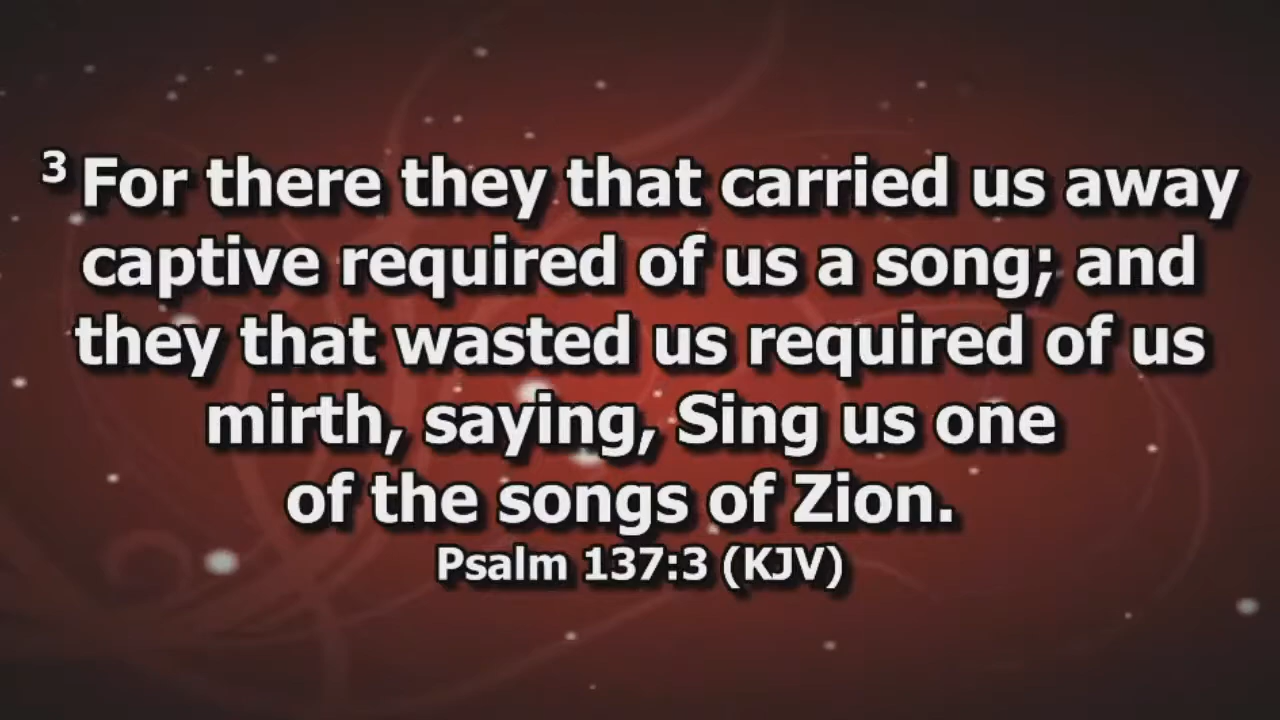 3 For there they that carried us away
captive required of us a song; and
they that wasted us required of us
mirth, saying, Sing us one
of the songs of Zion.
Psalm 137:3 (KJV)